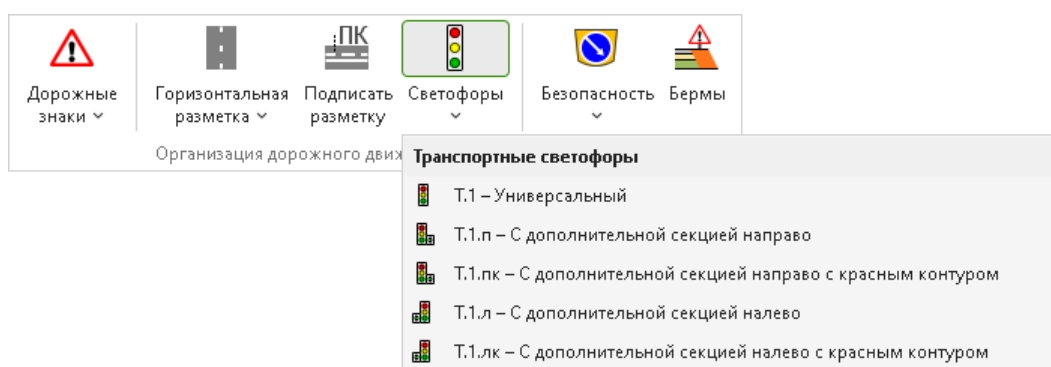 ПК
Дорожные знаки
Горизонтальная разметка
Подписать разметку
Светофоры
Безопасность
Бермы
Организация дорожного движ
Транспортные светофоры
Т.1 – Универсальный
Т.1.п – С дополнительной секцией направо
Т.1.пк – С дополнительной секцией направо с красным контуром
Т.1.л – С дополнительной секцией налево
Т.1.лк – С дополнительной секцией налево с красным контуром